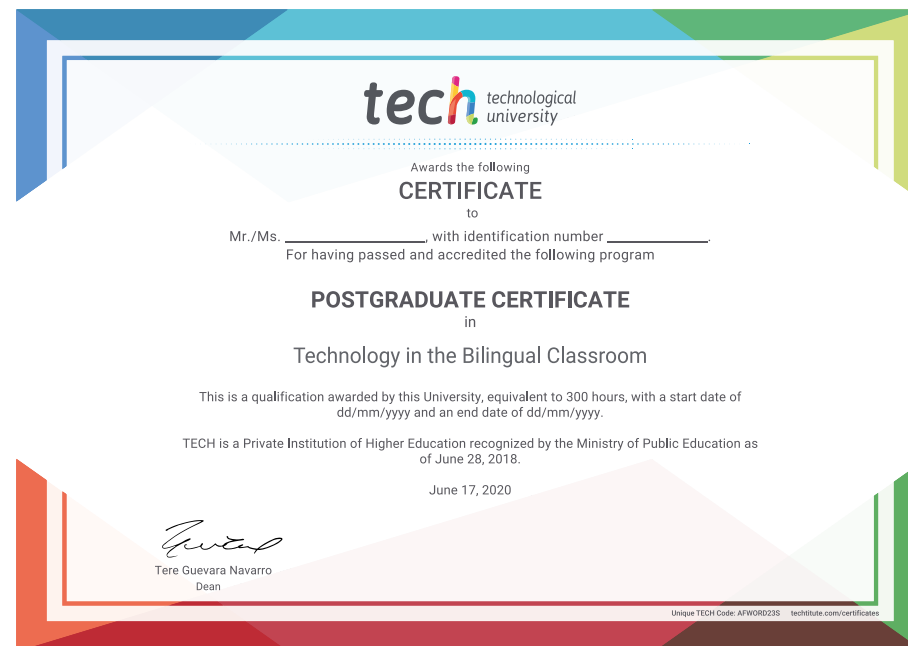 tech technological
university
Awards the following
CERTIFICATE
to
Mr./Ms. ____________________, with identification number ______________.
For having passed and accredited the following program
POSTGRADUATE CERTIFICATE
in
Technology in the Bilingual Classroom
This is a qualification awarded by this University, equivalent to 300 hours, with a start date of
dd/mm/yyyy and an end date of dd/mm/yyyy.
TECH is a Private Institution of Higher Education recognized by the Ministry of Public Education as
of June 28, 2018.
June 17, 2020
Tere Guevara Navarro
Dean
Unique TECH Code: AFWORD23S techtitute.com/certificates